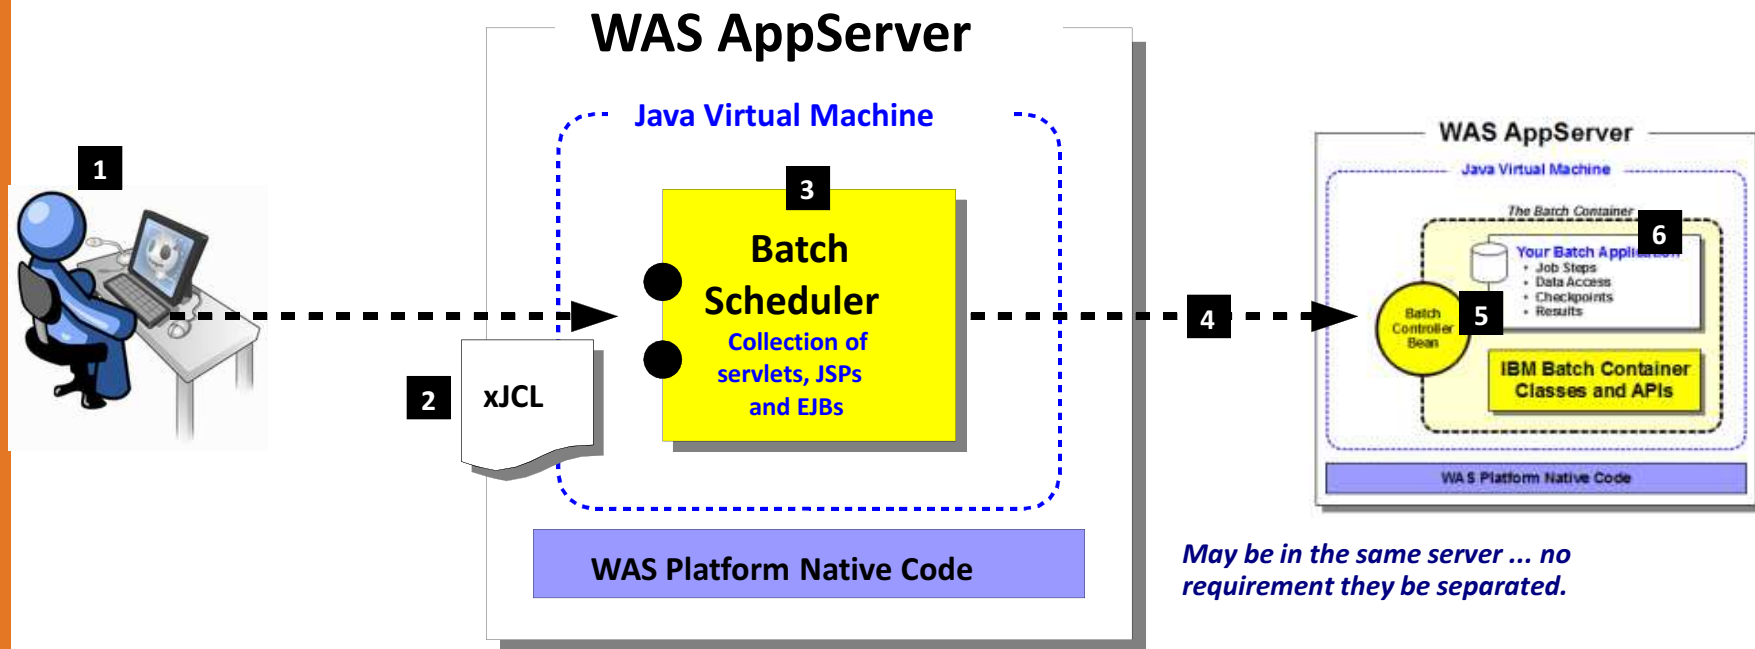 WAS AppServer
Java Virtual Machine
1
3
Batch
Scheduler
Collection of
servlets, JSPs
and EJBs
2
xJCL
WAS Platform Native Code
4
WAS AppServer
Java Virtual Machine
The Batch Container
6
Your Batch Application
• Job Steps
• Data Access
• Checkpoints
• Results
5
Batch
Controller
Bean
IBM Batch Container
Classes and APIs
WAS Platform Native Code
May be in the same server ... no
requirement they be separated.